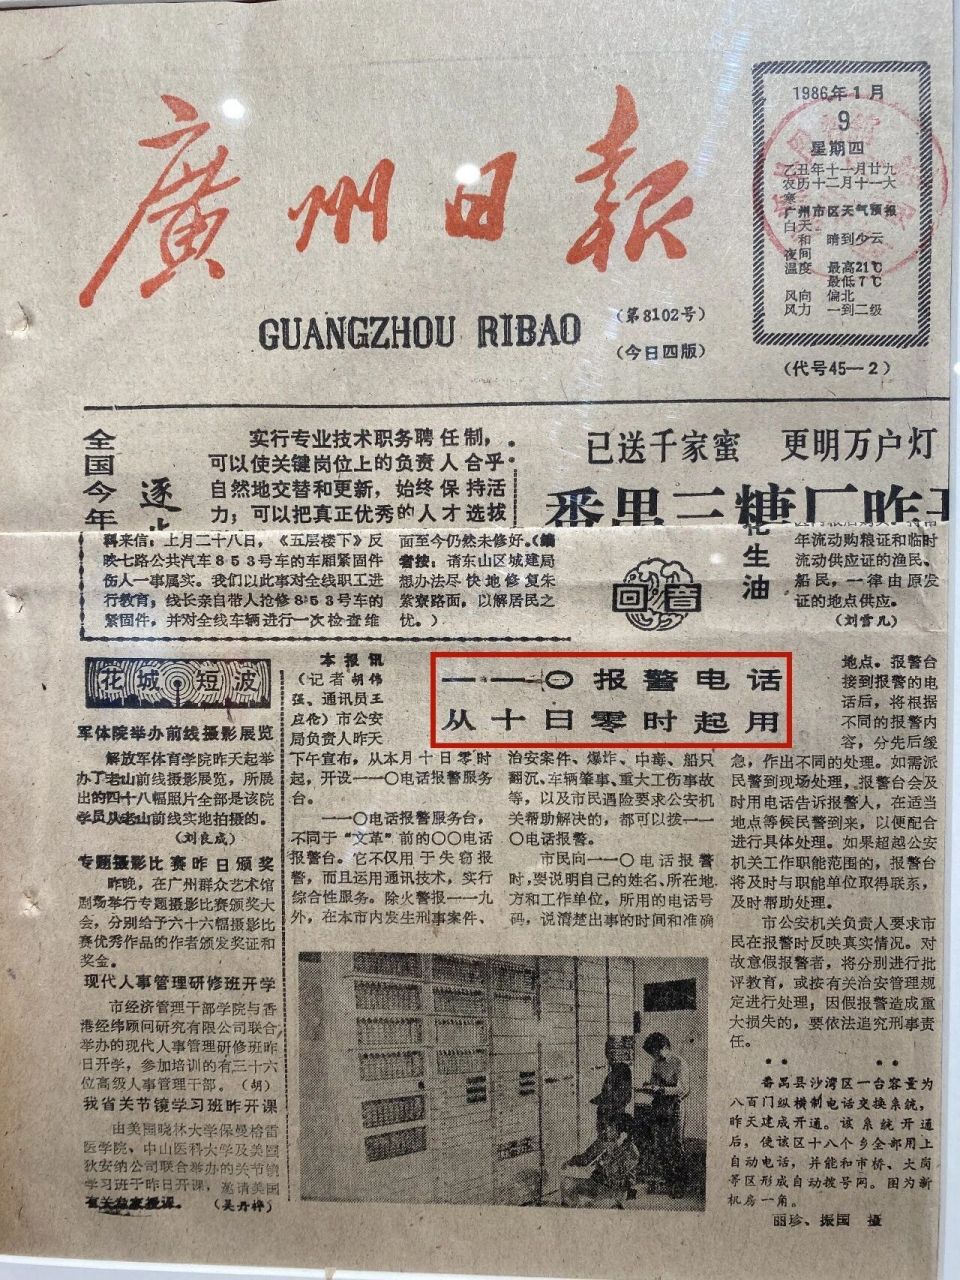 廣州日報
GUANGZHOU RIBAO
(第8102号)
(今日四版)
1986年1月
9
星期四
乙丑年十一月廿九
农历十二月十一大
寒
广州市区天气预报
白天
和 晴到少云
夜间
温度 最高21℃
最低7℃
风向 偏北
风力 一到二级
(代号45—2)
全国今年
逐
实行专业技术职务聘任制，
可以使关键岗位上的负责人合乎
自然地交替和更新，始终保持活
力；可以把真正优秀的人才选拔
已送千家蜜 更明万户灯
番禺三糖厂昨
科来信：上月二十八日，《五层楼下》反
映七路公共汽车853号车的车厢紧固件
伤人一事属实。我们以此事对全线职工进
行教育；线长亲自带人抢修853号车的
紧固件，并对全线车辆进行一次检查维
面至今仍然未修好。（编
者按：请东山区城建局
想办法尽快地修复朱
紫寮路面，以解居民之
忧。）
回音
花生油
年流动购粮证和临时
流动供应证的渔民、
船民，一律由原发
证的地点供应。
（刘雪凡）
花城短波
军体院举办前线摄影展览
解放军体育学院昨天起举
办了老山前线摄影展览，所展
出的四十八幅照片全部是该院
学员从老山前线实地拍摄的。
（刘良成）
专题摄影比赛昨日颁奖
昨晚，在广州群众艺术馆
剧场举行专题摄影比赛颁奖大
会，分别给予六十六幅摄影比
赛优秀作品的作者颁发奖证和
奖金。
现代人事管理研修班开学
市经济管理干部学院与香
港经纬顾问研究有限公司联合
举办的现代人事管理研修班昨
日开学，参加培训的有三十六
位高级人事管理干部。（胡）
我省关节镜学习班昨开课
由美国晓林大学保曼格雷
医学院、中山医科大学及美国
狄安纳公司联合举办的关节镜
学习班于昨日开课，邀请美国
有关专家授课。（吴丹桦）
一一〇报警电话
从十日零时起用
本报讯
（记者胡伟
强、通讯员王
应伦）市公安
局负责人昨天
下午宣布，从本月十日零时
起，开设一一〇电话报警服务
台。
一一〇电话报警服务台，
不同于“文革”前的〇〇电话
报警台。它不仅用于失窃报
警，而且运用通讯技术，实行
综合性服务。除火警报一一九
外，在本市内发生刑事案件、
治安案件、爆炸、中毒、船只
翻沉、车辆肇事、重大工伤事故
等，以及市民遇险要求公安机
关帮助解决的，都可以拨一一
〇电话报警。
市民向一一〇电话报警
时，要说明自己的姓名、所在地
方和工作单位，所用的电话号
码，说清楚出事的时间和准确
地点。报警台
接到报警的电
话后，将根据
不同的报警内
容，分先后缓
急，作出不同的处理。如需派
民警到现场处理，报警台会及
时用电话告诉报警人，在适当
地点等候民警到来，以便配合
进行具体处理。如果超越公安
机关工作职能范围的，报警台
将及时与职能单位取得联系，
及时帮助处理。
市公安机关负责人要求市
民在报警时反映真实情况。对
故意假报警者，将分别进行批
评教育，或按有关治安管理规
定进行处理；因假报警造成重
大损失的，要依法追究刑事责
任。
番禺县沙湾区一台容量为
八百门纵横制电话交换系统，
昨天建成开通。该系统开通
后，使该区十八个乡全部用上
自动电话，并能和市桥、大岗
等区形成自动拨号网。图为新
机房一角。
丽珍、振国 摄